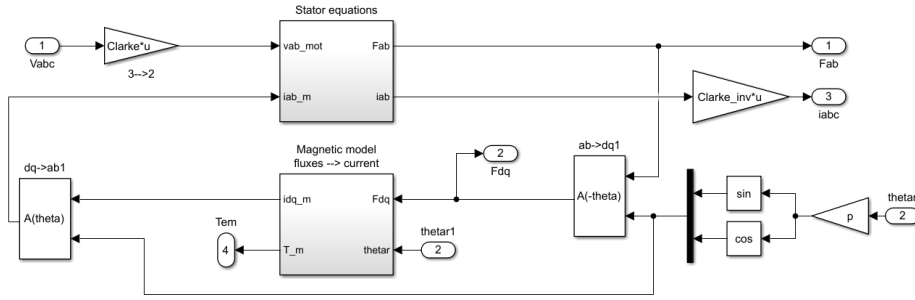 Stator equations
1
Vabc
Clarke*u
3-->2
vab_mot
Fab
iab_m
iab
1
Fab
Clarke_inv*u
3
iabc
Magnetic model
fluxes --> current
idq_m
Fdq
T_m
thetar
2
Fdq
ab->dq1
A(-theta)
dq->ab1
A(theta)
Tem
4
thetar1
2
sin
cos
p
thetar
2